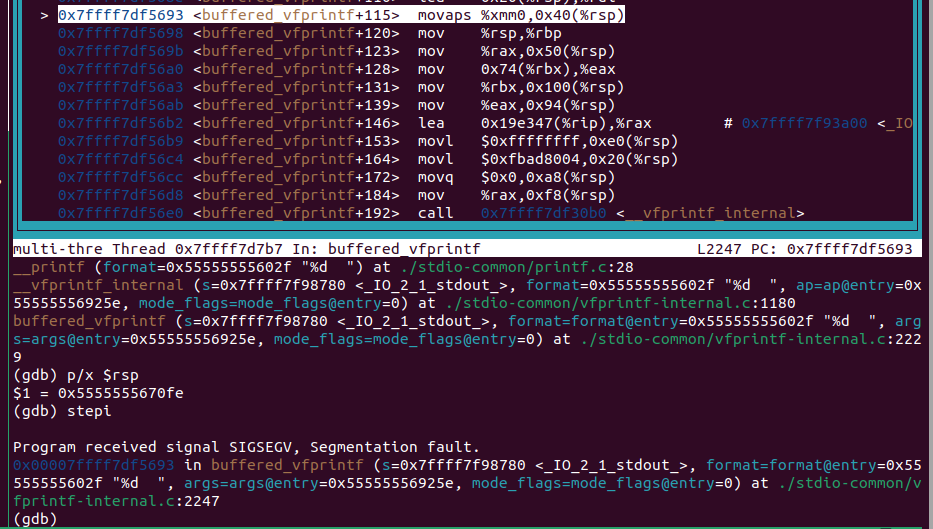 > 0x7ffff7df5693 <buffered_vfprintf+115> movaps %xmm0,0x40(%rsp)
0x7ffff7df5698 <buffered_vfprintf+120> mov %rsp,%rbp
0x7ffff7df569b <buffered_vfprintf+123> mov %rax,0x50(%rsp)
0x7ffff7df56a0 <buffered_vfprintf+128> mov 0x74(%rbx),%eax
0x7ffff7df56a3 <buffered_vfprintf+131> mov %rbx,0x100(%rsp)
0x7ffff7df56ab <buffered_vfprintf+139> mov %eax,0x94(%rsp)
0x7ffff7df56b2 <buffered_vfprintf+146> lea 0x19e347(%rip),%rax # 0x7ffff7f93a00 <_IO
0x7ffff7df56b9 <buffered_vfprintf+153> movl $0xffffffff,0xe0(%rsp)
0x7ffff7df56c4 <buffered_vfprintf+164> movl $0xfbad8004,0x20(%rsp)
0x7ffff7df56cc <buffered_vfprintf+172> movq $0x0,0xa8(%rsp)
0x7ffff7df56d8 <buffered_vfprintf+184> mov %rax,0xf8(%rsp)
0x7ffff7df56e0 <buffered_vfprintf+192> call 0x7ffff7df30b0 <__vfprintf_internal>
multi-thre Thread 0x7ffff7d7b7 In: buffered_vfprintf L2247 PC: 0x7ffff7df5693
__printf (format=0x55555555602f "%d  ") at ./stdio-common/printf.c:28
__vfprintf_internal (s=0x7ffff7f98780 <_IO_2_1_stdout_>, format=0x55555555602f "%d  ", ap=ap@entry=0x
55555556925e, mode_flags=mode_flags@entry=0) at ./stdio-common/vfprintf-internal.c:1180
buffered_vfprintf (s=0x7ffff7f98780 <_IO_2_1_stdout_>, format=format@entry=0x55555555602f "%d  ", arg
s=args@entry=0x55555556925e, mode_flags=mode_flags@entry=0) at ./stdio-common/vfprintf-internal.c:222
9
(gdb) p/x $rsp
$1 = 0x5555555670fe
(gdb) stepi
Program received signal SIGSEGV, Segmentation fault.
0x00007ffff7df5693 in buffered_vfprintf (s=0x7ffff7f98780 <_IO_2_1_stdout_>, format=format@entry=0x55
555555602f "%d  ", args=args@entry=0x55555556925e, mode_flags=mode_flags@entry=0) at ./stdio-common/v
fprintf-internal.c:2247
(gdb)